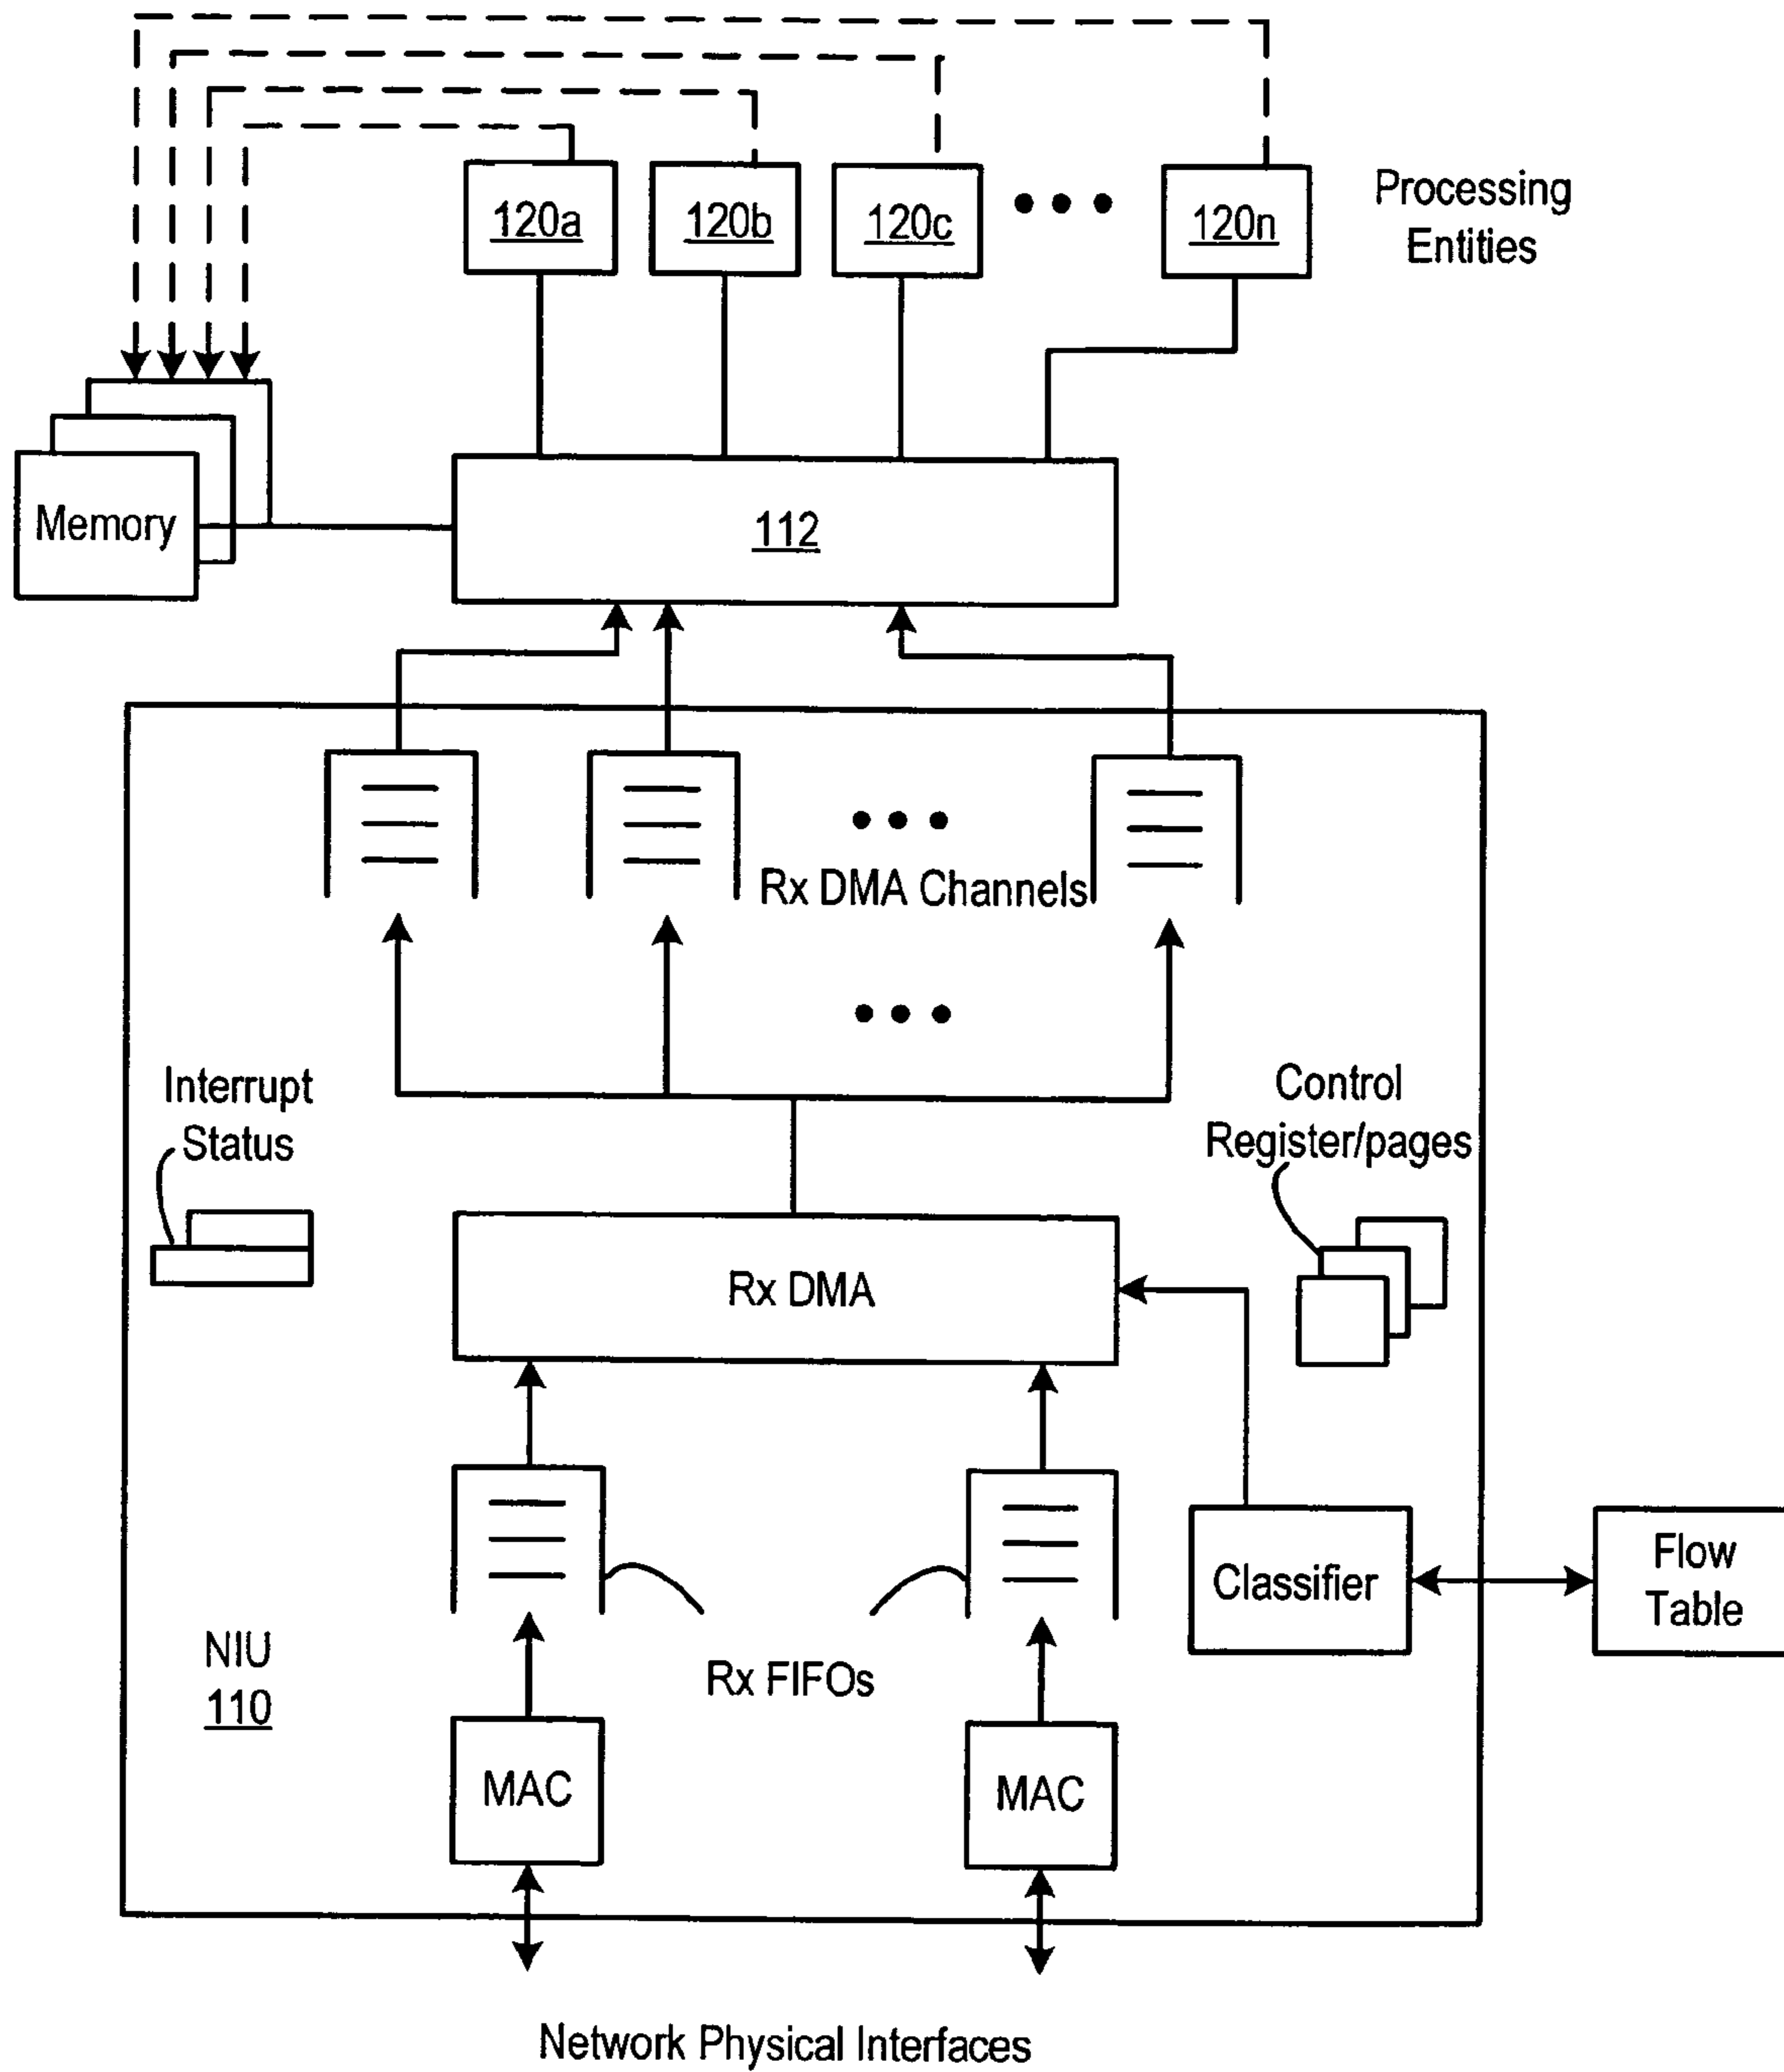 120a
120b
120c
120n
Processing
Entities
Memory
112
Rx DMA Channels
Interrupt
Status
Control
Register/pages
Rx DMA
Classifier
Flow
Table
NIU
110
Rx FIFOs
MAC
MAC
Network Physical Interfaces